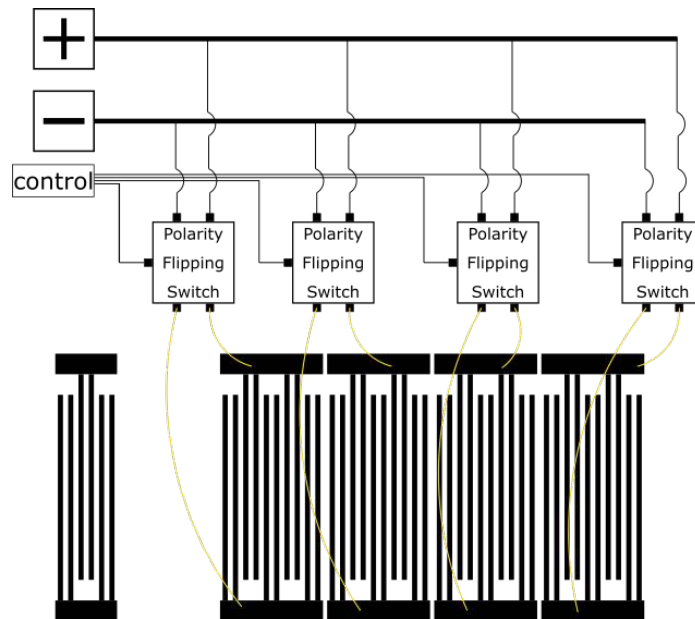 +
−
control
Polarity
Flipping
Switch
Polarity
Flipping
Switch
Polarity
Flipping
Switch
Polarity
Flipping
Switch